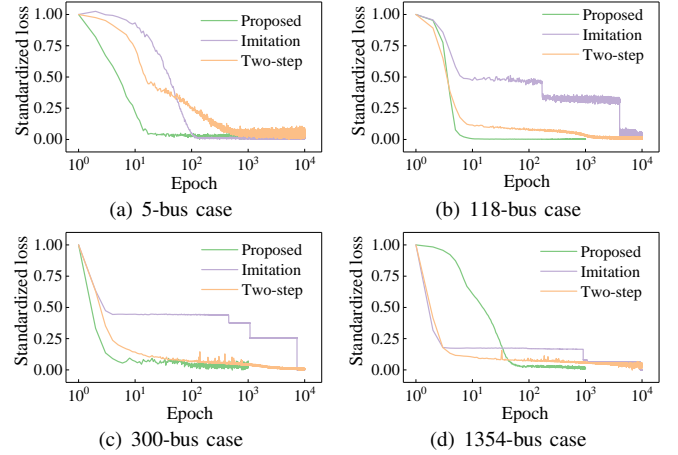 Standardized loss
1.00
0.75
0.50
0.25
0.00
Proposed
Imitation
Two-step
10^0 10^1 10^2 10^3 10^4
Epoch
(a) 5-bus case
Standardized loss
1.00
0.75
0.50
0.25
0.00
Proposed
Imitation
Two-step
10^0 10^1 10^2 10^3 10^4
Epoch
(b) 118-bus case
Standardized loss
1.00
0.75
0.50
0.25
0.00
Proposed
Imitation
Two-step
10^0 10^1 10^2 10^3 10^4
Epoch
(c) 300-bus case
Standardized loss
1.00
0.75
0.50
0.25
0.00
Proposed
Imitation
Two-step
10^0 10^1 10^2 10^3 10^4
Epoch
(d) 1354-bus case